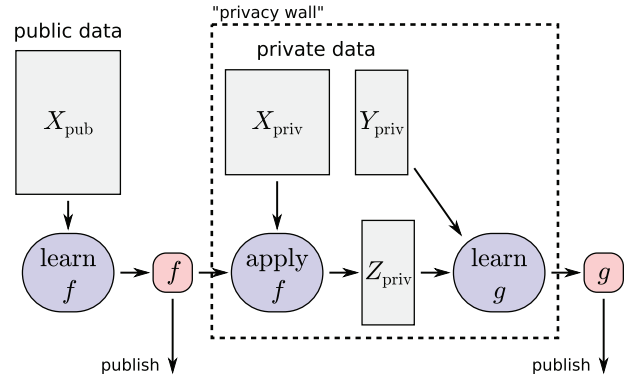 "privacy wall"
public data
private data
X_pub
X_priv
Y_priv
learn
f
f
apply
f
Z_priv
learn
g
g
publish
publish